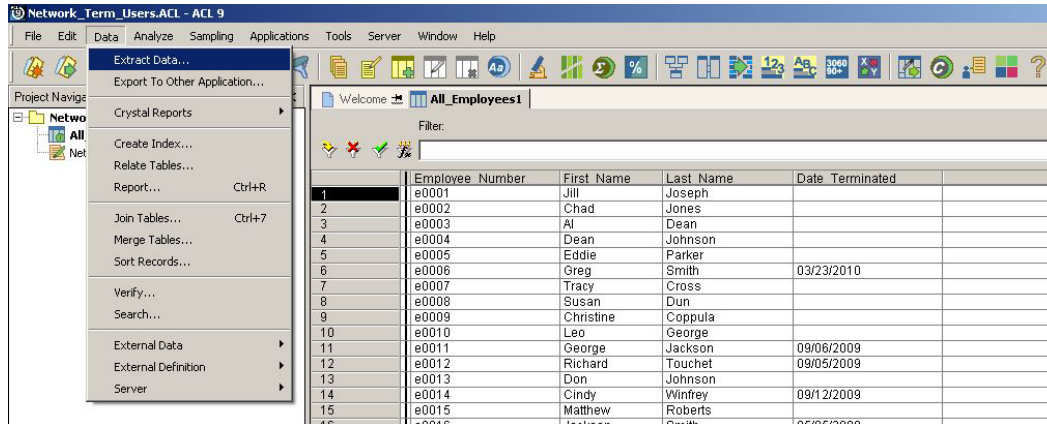 Network_Term_Users.ACL - ACL 9
File Edit Data Analyze Sampling Applications Tools Server Window Help
Extract Data...
Export To Other Application...
Crystal Reports
Create Index...
Relate Tables...
Report... Ctrl+R
Join Tables... Ctrl+7
Merge Tables...
Sort Records...
Verify...
Search...
External Data
External Definition
Server
Project Naviga
Netwo
All_
Net
Welcome All_Employees1
Filter:
Employee Number First Name Last Name Date Terminated
1 e0001 Jill Joseph
2 e0002 Chad Jones
3 e0003 Al Dean
4 e0004 Dean Johnson
5 e0005 Eddie Parker
6 e0006 Greg Smith 03/23/2010
7 e0007 Tracy Cross
8 e0008 Susan Dun
9 e0009 Christine Coppula
10 e0010 Leo George
11 e0011 George Jackson 09/06/2009
12 e0012 Richard Touchet 09/05/2009
13 e0013 Don Johnson
14 e0014 Cindy Winfrey 09/12/2009
15 e0015 Matthew Roberts